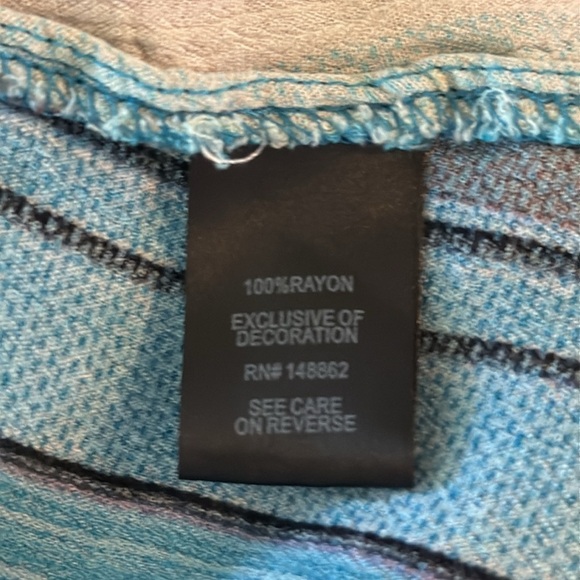 100%RAYON
EXCLUSIVE OF
DECORATION
RN# 148862
SEE CARE
ON REVERSE